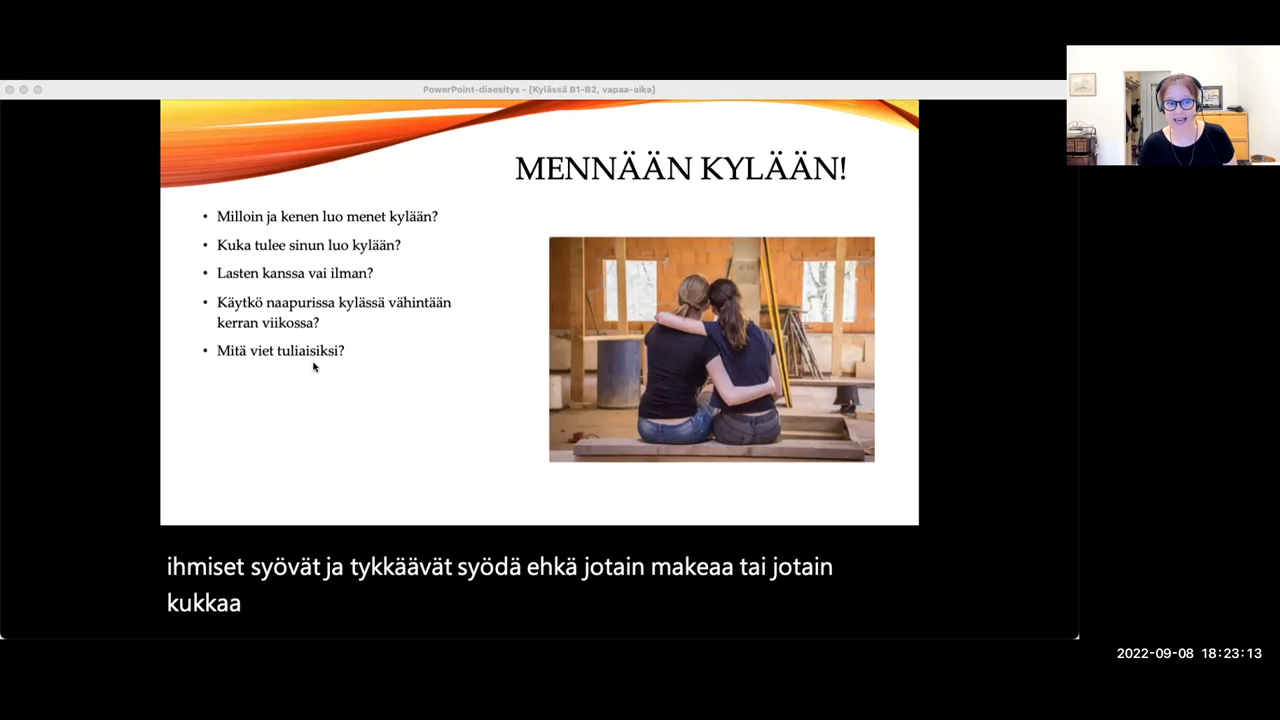 PowerPoint-diaesitys - [Kylässä B1-B2, vapaa-aika]
MENNÄÄN KYLÄÄN!
• Milloin ja kenen luo menet kylään?
• Kuka tulee sinun luo kylään?
• Lasten kanssa vai ilman?
• Käytkö naapurissa kylässä vähintään
kerran viikossa?
• Mitä viet tuliaisiksi?
ihmiset syövät ja tykkäävät syödä ehkä jotain makeaa tai jotain
kukkaa
2022-09-08 18:23:13